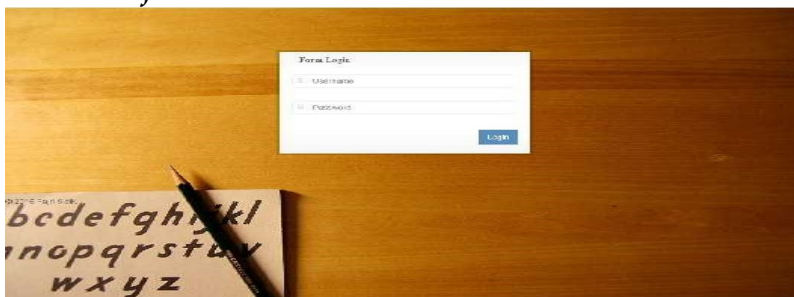 Form Login
Username
Password
Login
bcdefghijkl
nopqrstuv
wxyz